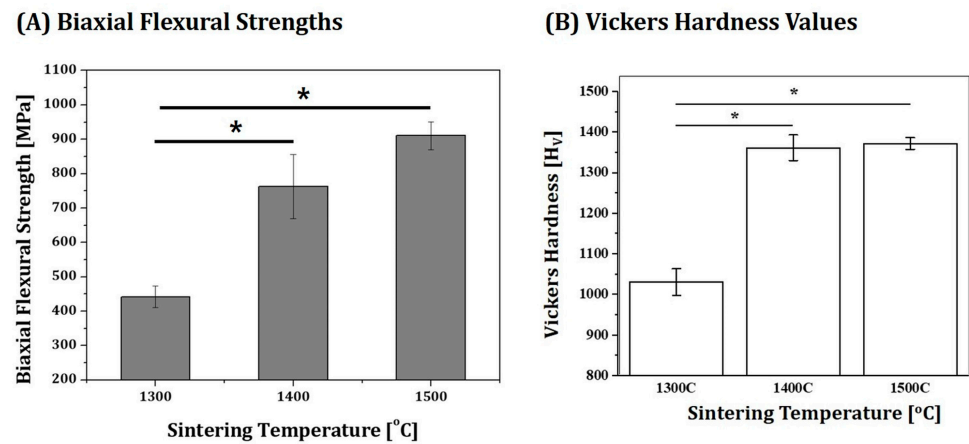 (A) Biaxial Flexural Strengths
Biaxial Flexural Strength [MPa]
1100
1000
900
800
700
600
500
400
300
200
*
*
1300
1400
1500
Sintering Temperature [°C]
(B) Vickers Hardness Values
Vickers Hardness [HV]
1500
1400
1300
1200
1100
1000
900
800
*
*
1300C
1400C
1500C
Sintering Temperature [ºC]